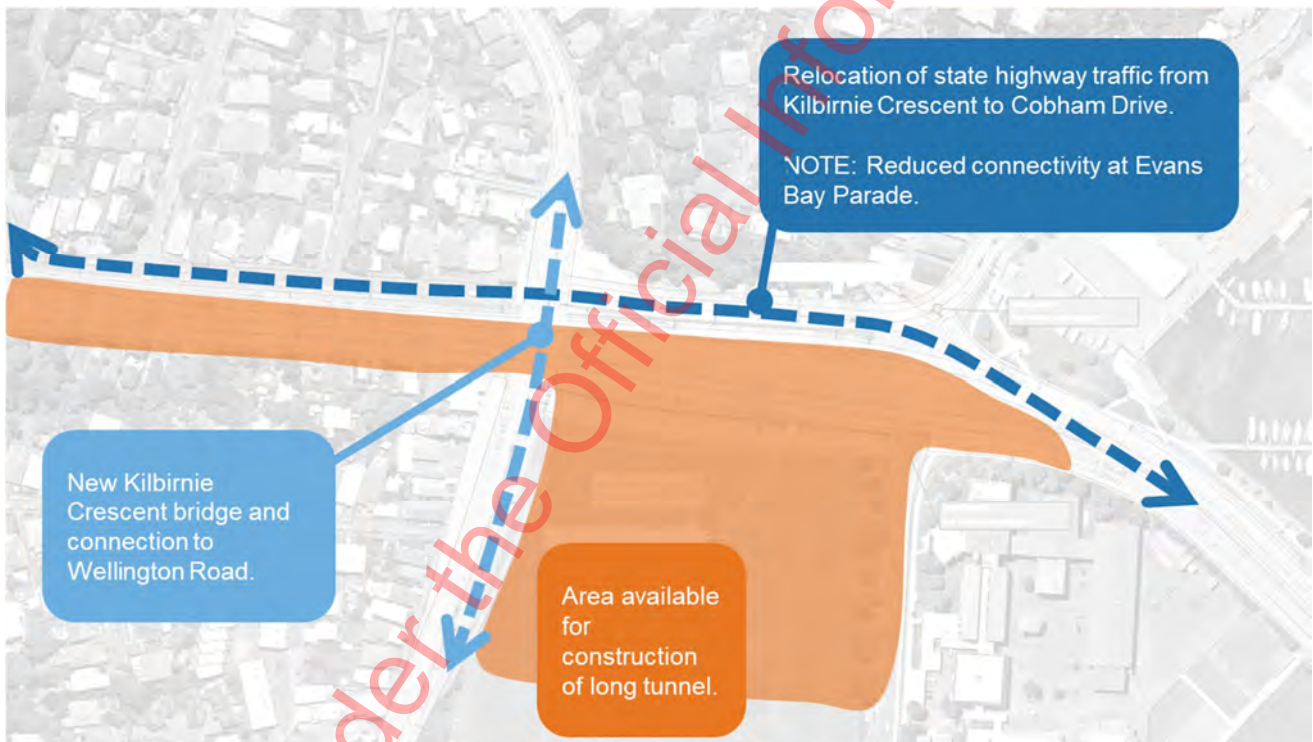 Relocation of state highway traffic from
Kilbirnie Crescent to Cobham Drive.
NOTE: Reduced connectivity at Evans
Bay Parade.
New Kilbirnie
Crescent bridge and
connection to
Wellington Road.
Area available
for
construction
of long tunnel.
der the Official Infor